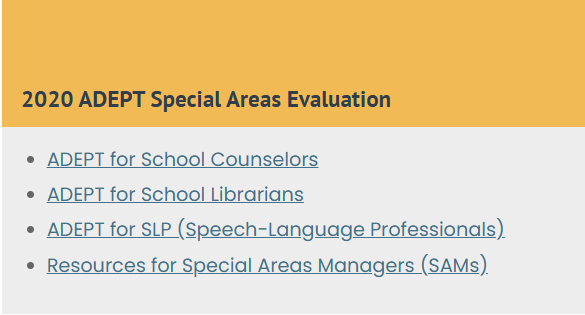 2020 ADEPT Special Areas Evaluation
ADEPT for School Counselors
ADEPT for School Librarians
ADEPT for SLP (Speech-Language Professionals)
Resources for Special Areas Managers (SAMs)